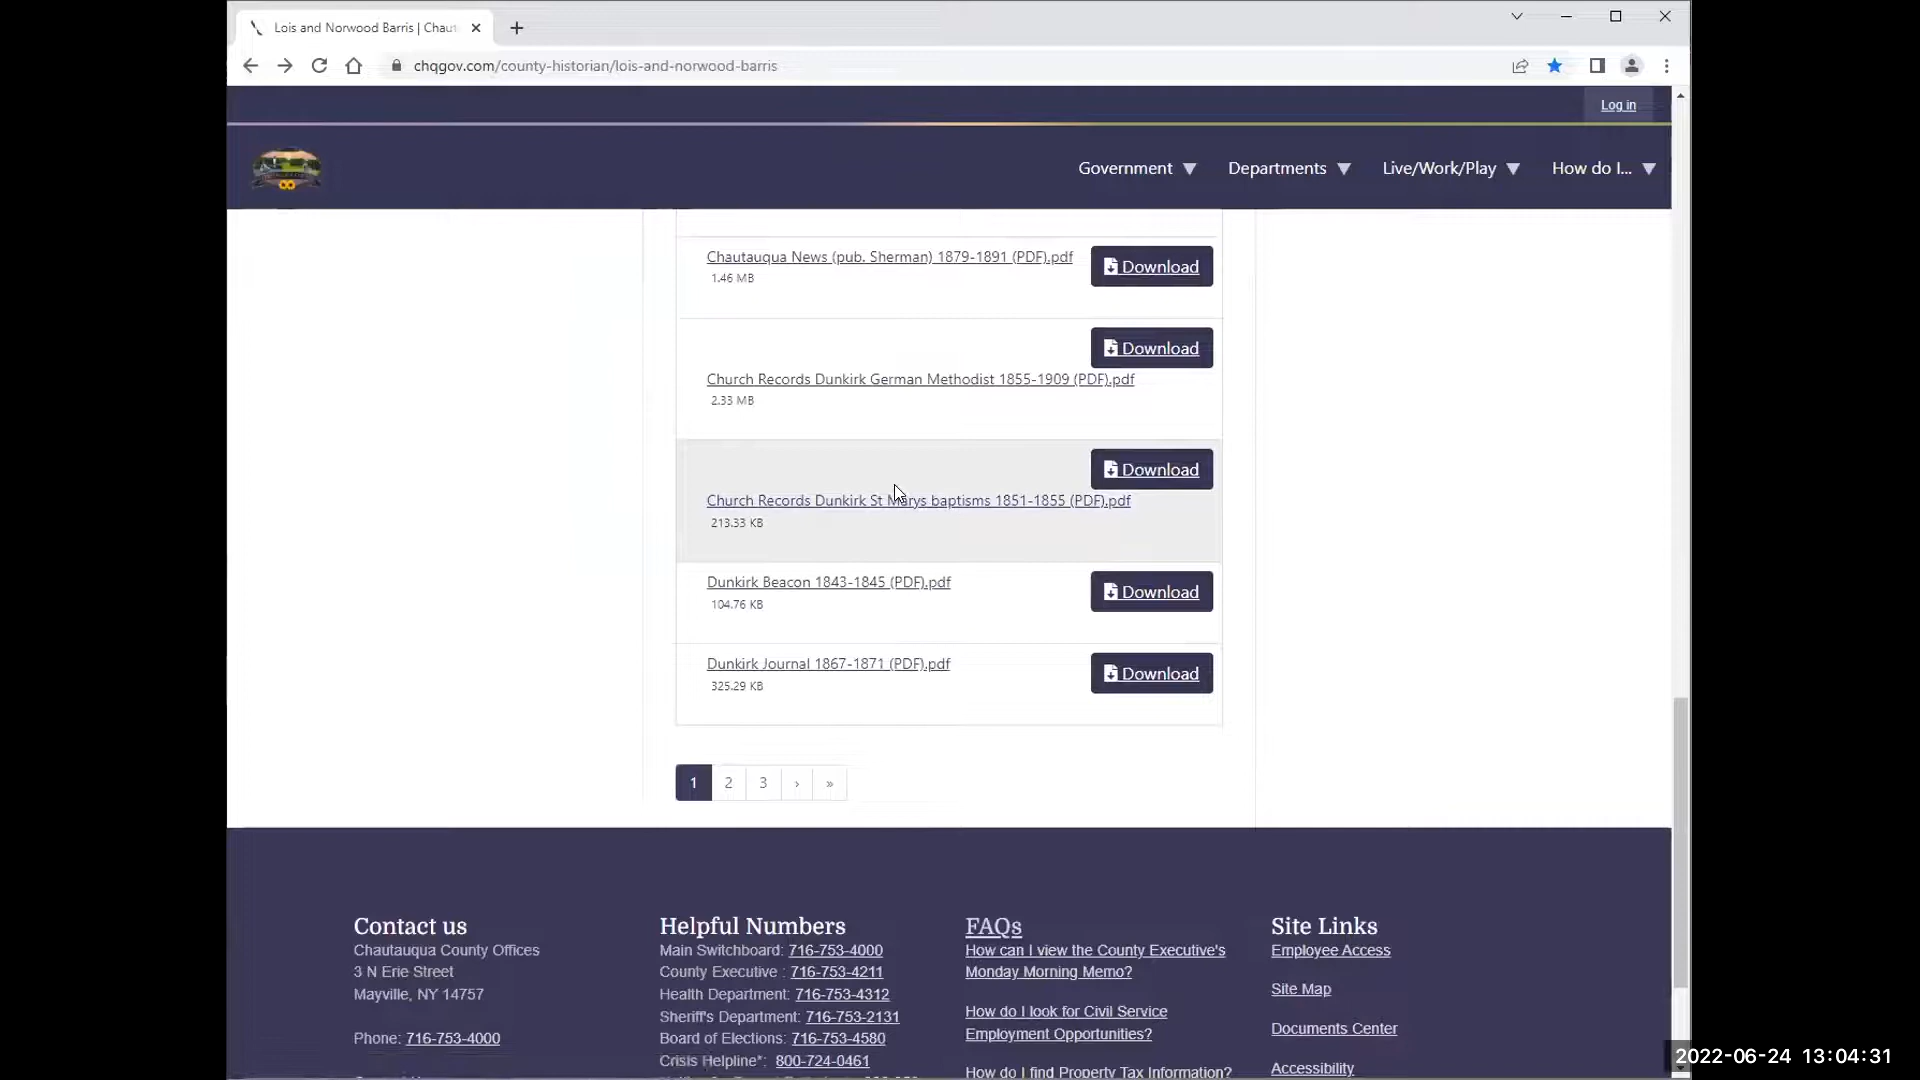 Lois and Norwood Barris | Chaut
chqgov.com/county-historian/lois-and-norwood-barris
Log in
Government ▼ Departments ▼ Live/Work/Play ▼ How do I... ▼
Chautauqua News (pub. Sherman) 1879-1891 (PDF).pdf
Download
1.46 MB
Download
Church Records Dunkirk German Methodist 1855-1909 (PDF).pdf
2.33 MB
Download
Church Records Dunkirk St Marys baptisms 1851-1855 (PDF).pdf
213.33 KB
Dunkirk Beacon 1843-1845 (PDF).pdf
Download
104.76 KB
Dunkirk Journal 1867-1871 (PDF).pdf
Download
325.29 KB
1 2 3 › »
Contact us
Chautauqua County Offices
3 N Erie Street
Mayville, NY 14757
Phone: 716-753-4000
Helpful Numbers
Main Switchboard: 716-753-4000
County Executive : 716-753-4211
Health Department: 716-753-4312
Sheriff's Department: 716-753-2131
Board of Elections: 716-753-4580
Crisis Helpline*: 800-724-0461
FAQs
How can I view the County Executive's
Monday Morning Memo?
How do I look for Civil Service
Employment Opportunities?
How do I find Property Tax Information?
Site Links
Employee Access
Site Map
Documents Center
Accessibility
2022-06-24 13:04:31